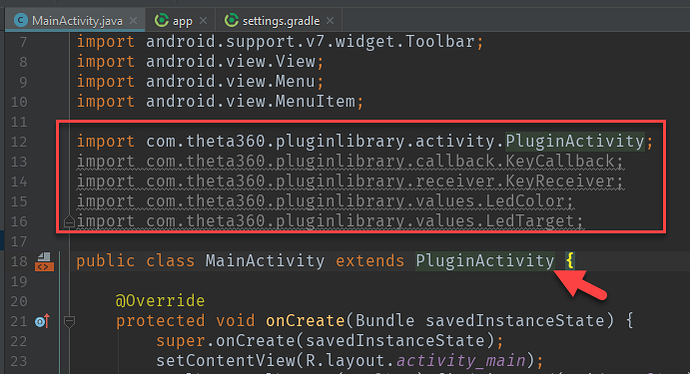 MainActivity.java × app × settings.gradle ×
7 import android.support.v7.widget.Toolbar;
8 import android.view.View;
9 import android.view.Menu;
10 import android.view.MenuItem;
11
12 import com.theta360.pluginlibrary.activity.PluginActivity;
13 import com.theta360.pluginlibrary.callback.KeyCallback;
14 import com.theta360.pluginlibrary.receiver.KeyReceiver;
15 import com.theta360.pluginlibrary.values.LedColor;
16 import com.theta360.pluginlibrary.values.LedTarget;
17
18 public class MainActivity extends PluginActivity {
19
20 @Override
21 protected void onCreate(Bundle savedInstanceState) {
22 super.onCreate(savedInstanceState);
23 setContentView(R.layout.activity_main);